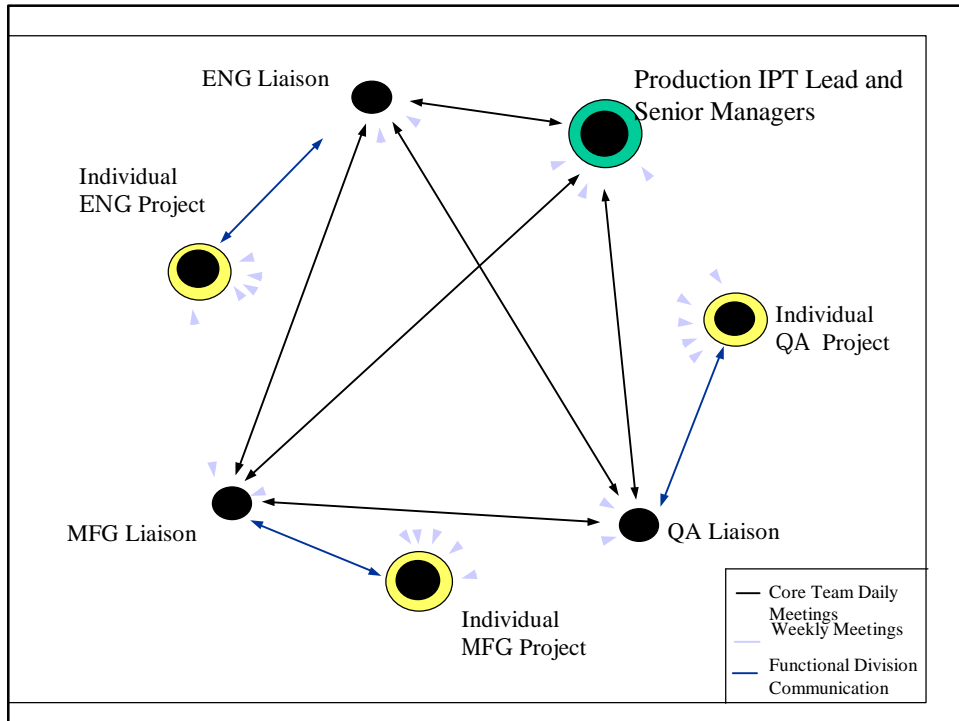 ENG Liaison
Production IPT Lead and
Senior Managers
Individual
ENG Project
Individual
QA Project
MFG Liaison
QA Liaison
Individual
MFG Project
Core Team Daily
Meetings
Weekly Meetings
Functional Division
Communication